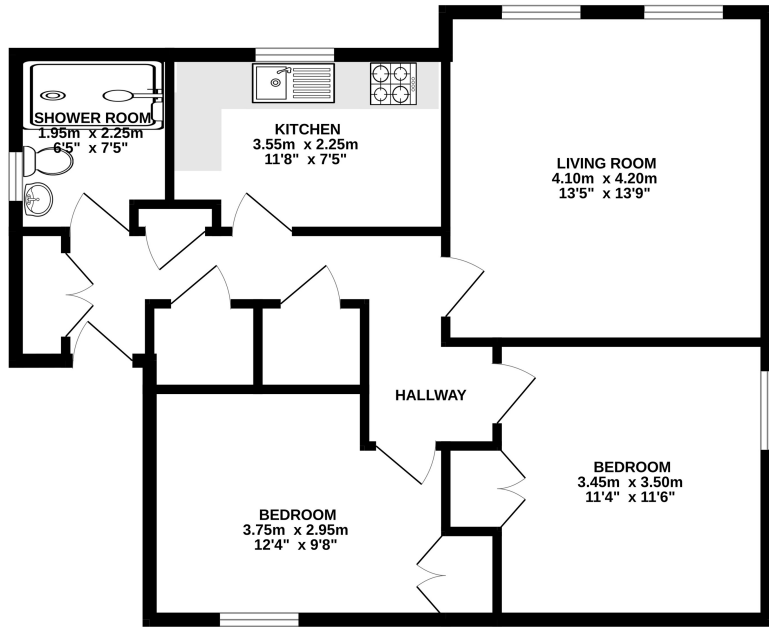 SHOWER ROOM
1.95m x 2.25m
6'5" x 7'5"
KITCHEN
3.55m x 2.25m
11'8" x 7'5"
LIVING ROOM
4.10m x 4.20m
13'5" x 13'9"
HALLWAY
BEDROOM
3.45m x 3.50m
11'4" x 11'6"
BEDROOM
3.75m x 2.95m
12'4" x 9'8"